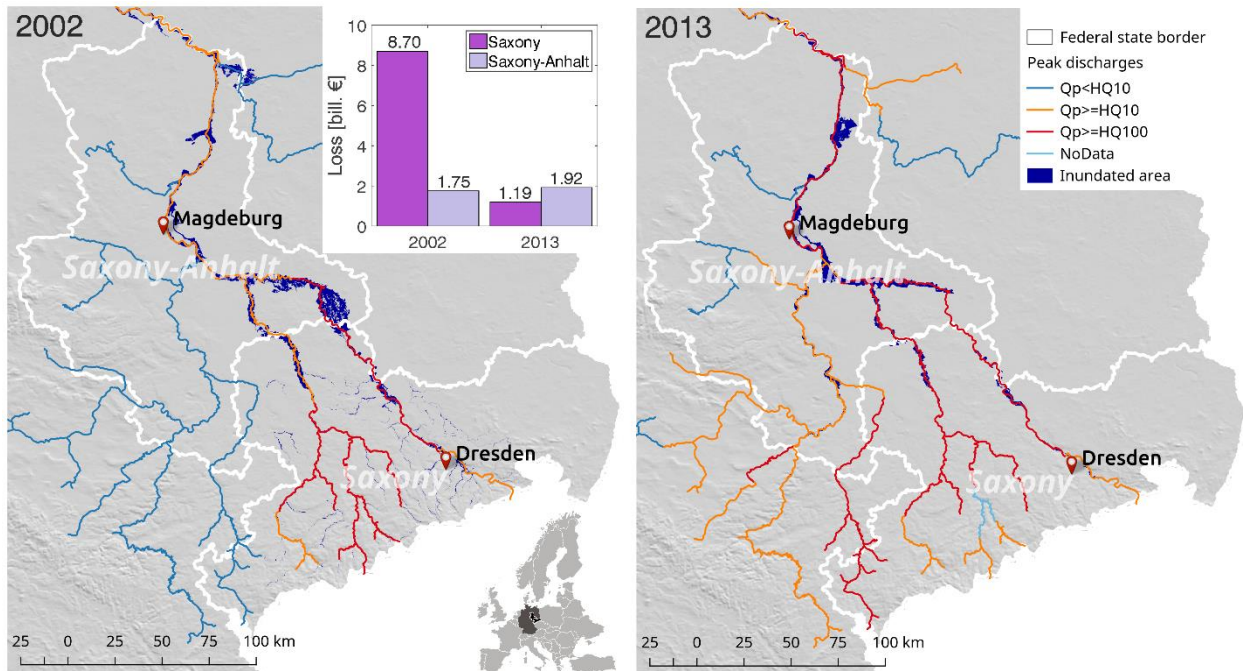 2002
Loss [bill. €]
10
8
6
4
2
0
8.70
1.75
1.19
1.92
2002
2013
Saxony
Saxony-Anhalt
Magdeburg
Saxony-Anhalt
Dresden
Saxony
25 0 25 50 75 100 km
2013
Federal state border
Peak discharges
Qp<HQ10
Qp>=HQ10
Qp>=HQ100
NoData
Inundated area
Magdeburg
Saxony-Anhalt
Dresden
Saxony
25 0 25 50 75 100 km